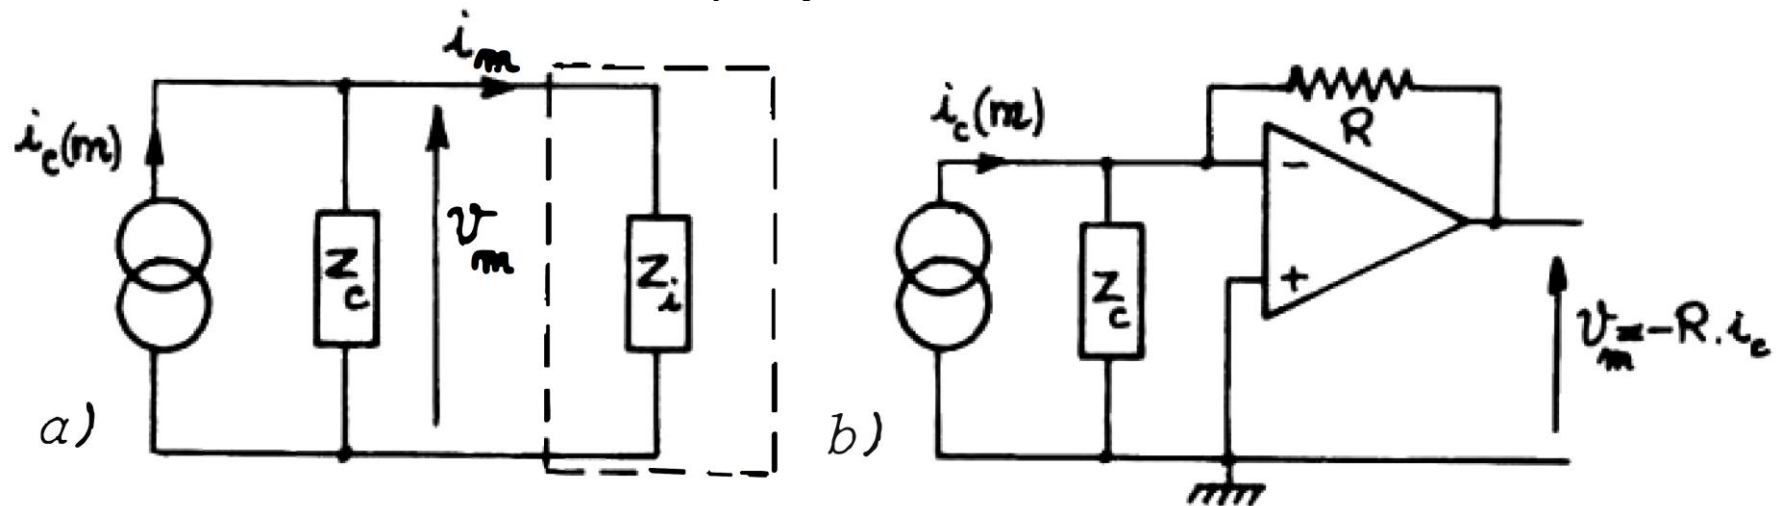 i_m
i_c(m)
v_m
Z_c
Z_i
a)
i_c(m)
R
−
+
Z_c
v_m=-R.i_c
b)